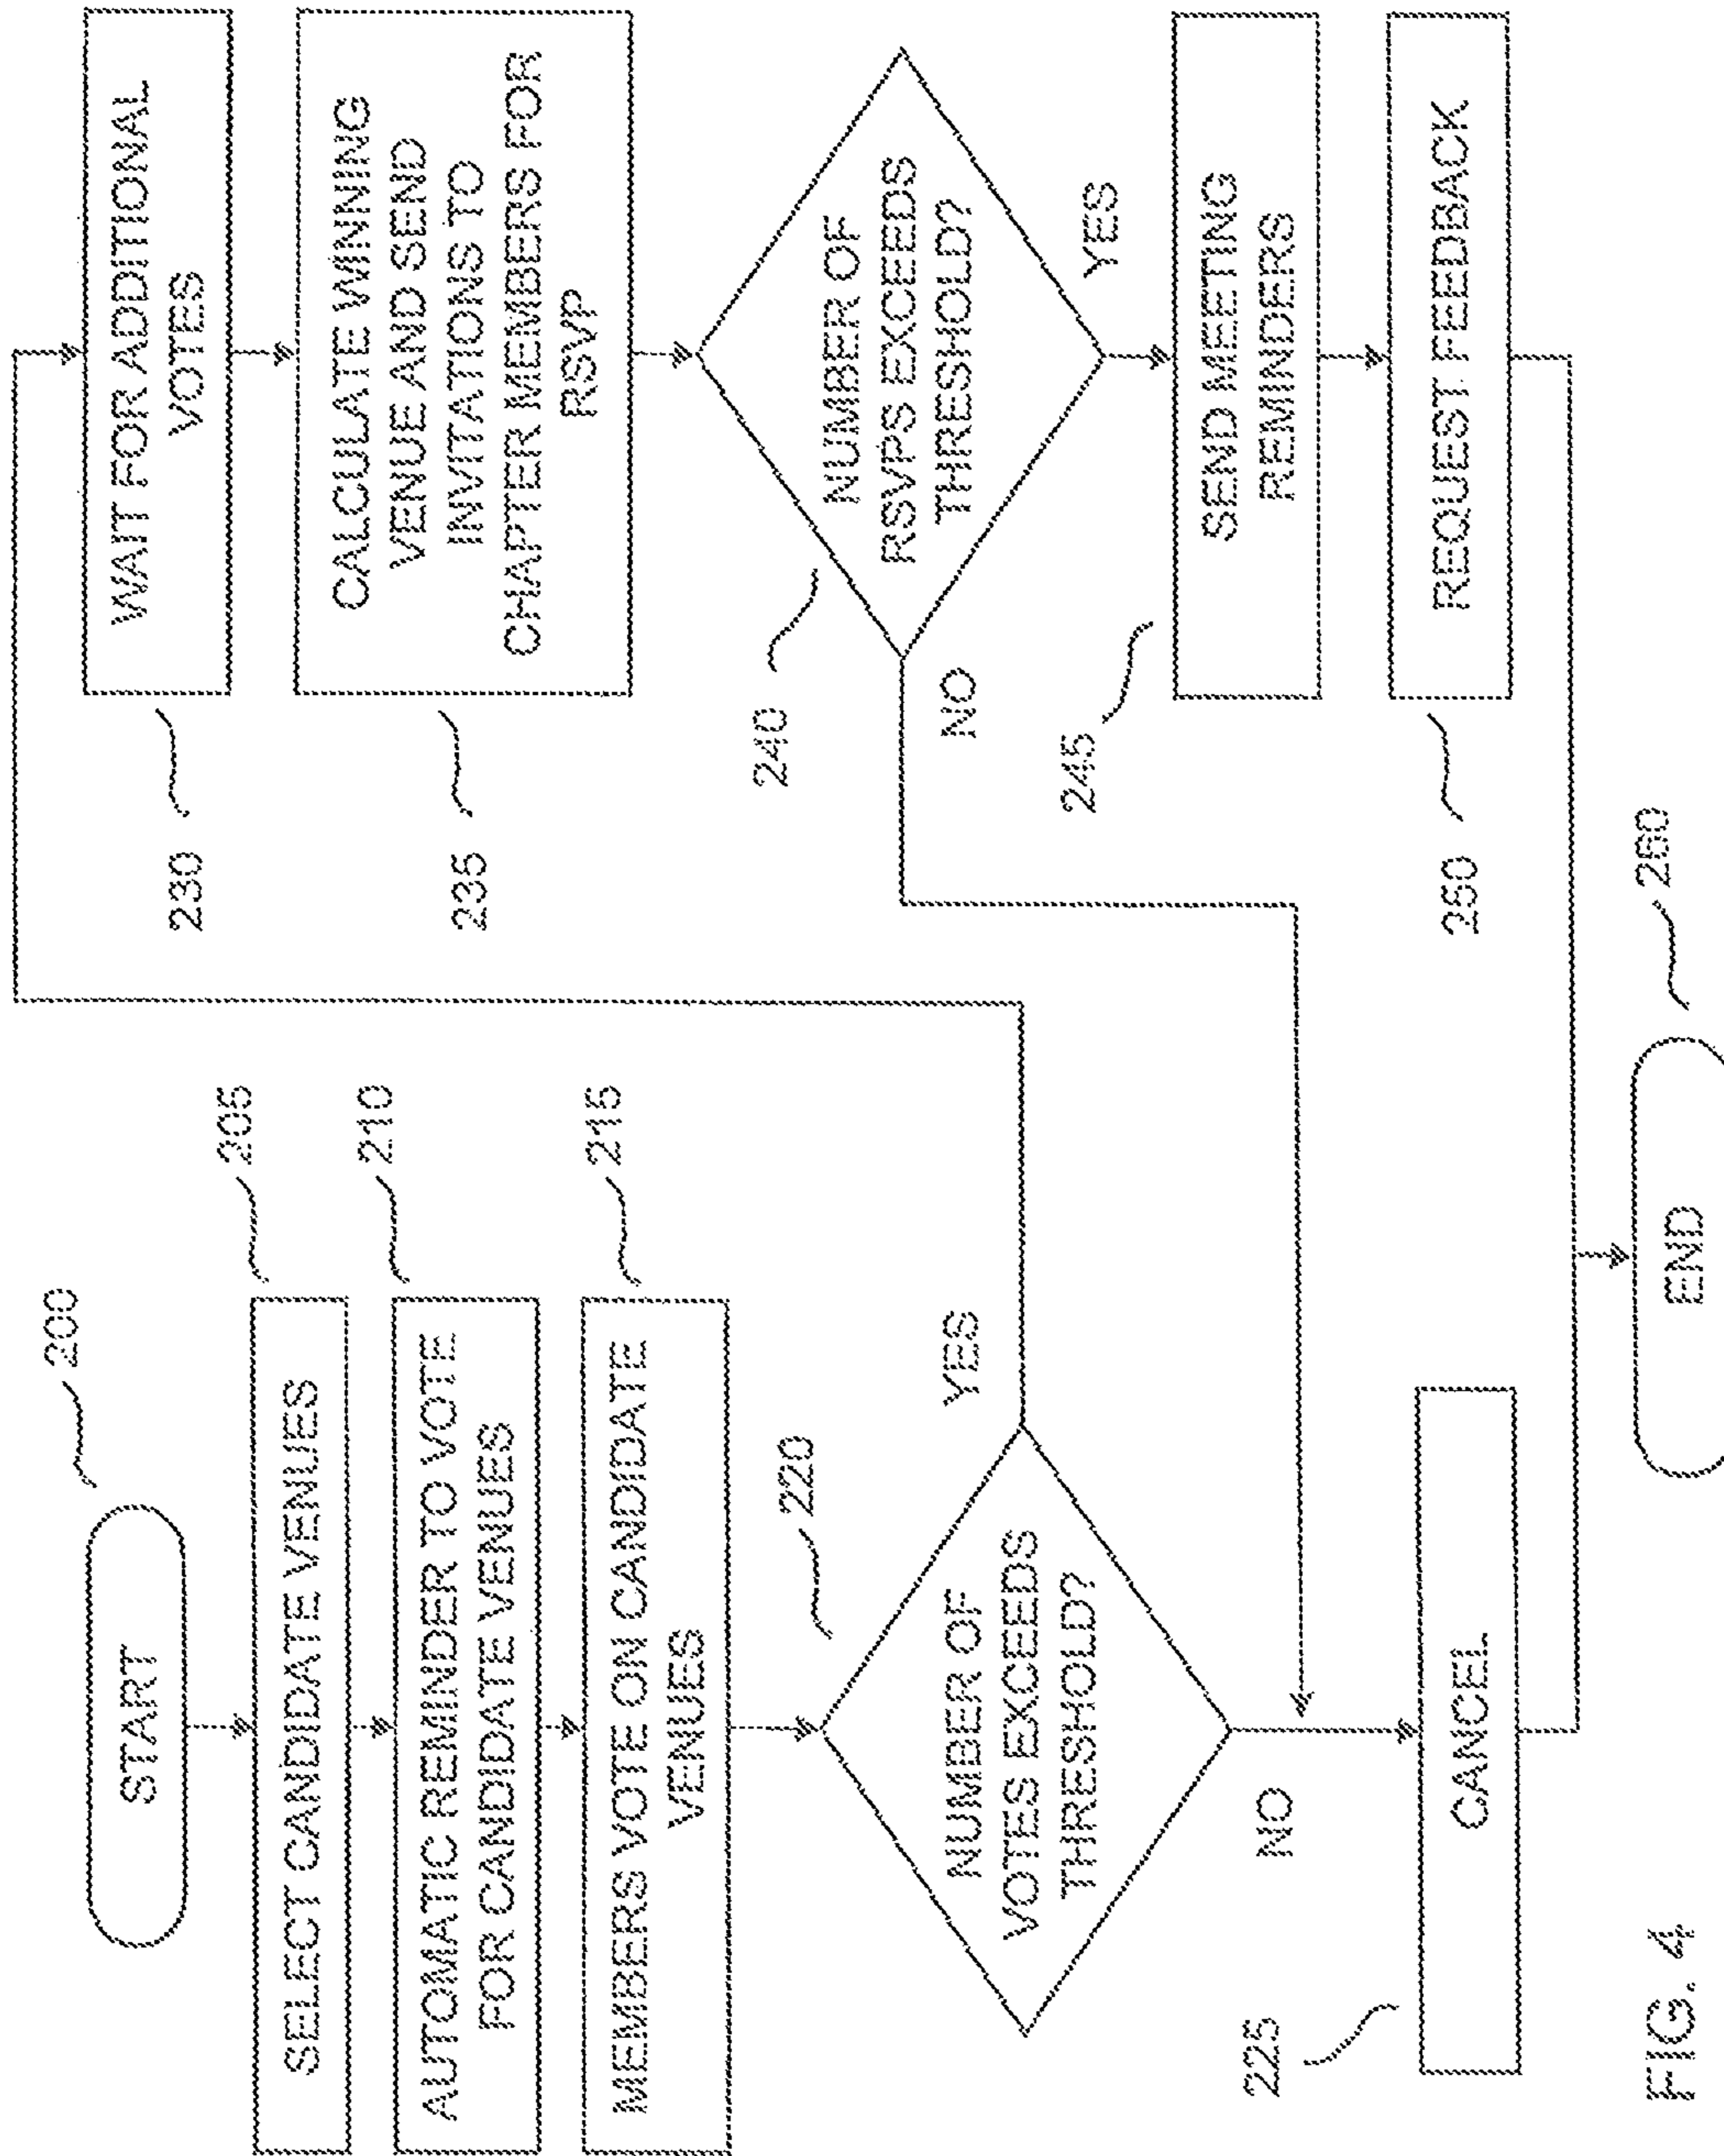 START
200
SELECT CANDIDATE VENUES
205
AUTOMATIC REMINDER TO VOTE
FOR CANDIDATE VENUES
210
MEMBERS VOTE ON CANDIDATE
VENUES
215
NUMBER OF
VOTES EXCEEDS
THRESHOLD?
220
YES
NO
225
CANCEL
WAIT FOR ADDITIONAL
VOTES
230
CALCULATE WINNING
VENUE AND SEND
INVITATIONS TO
CHAPTER MEMBERS FOR
RSVP
235
NUMBER OF
RSVPS EXCEEDS
THRESHOLD?
240
NO
YES
245
SEND MEETING
REMINDERS
250
REQUEST FEEDBACK
END
260
FIG. 4